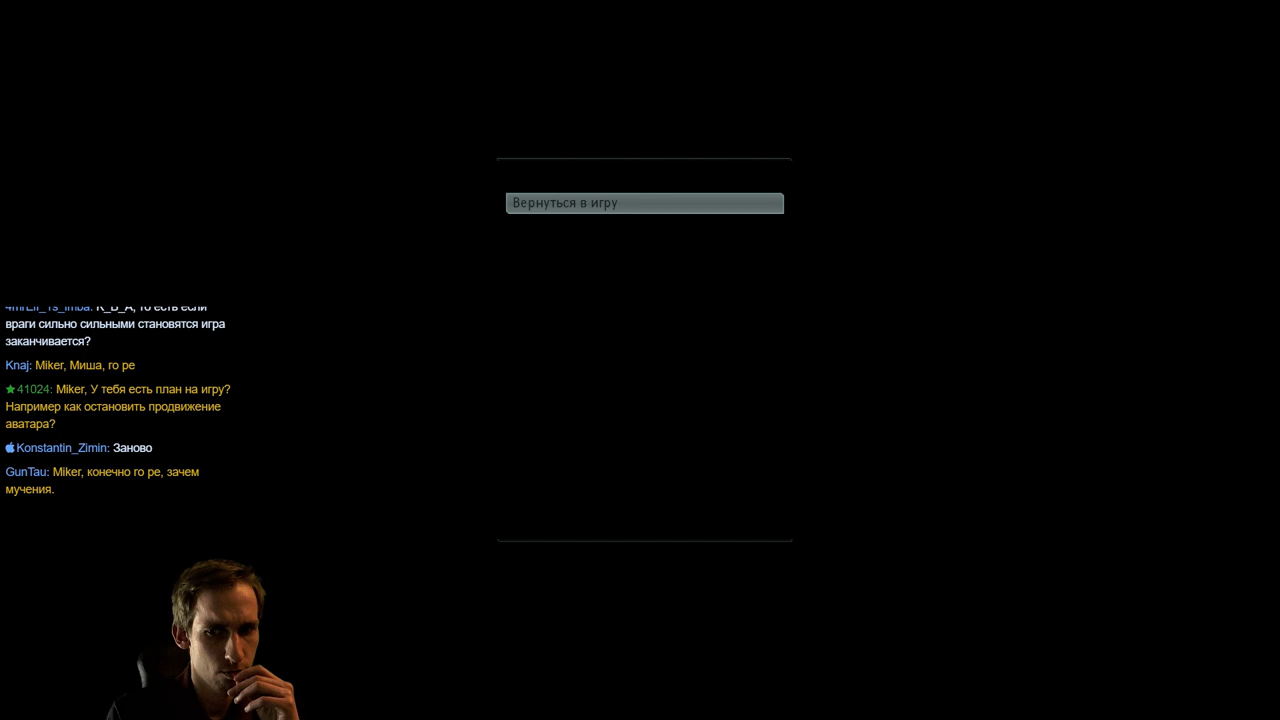 Вернуться в игру
враги сильно сильными становятся игра
заканчивается?
Knaj: Miker, Миша, го ре
41024: Miker, У тебя есть план на игру?
Например как остановить продвижение
аватара?
Konstantin_Zimin: Заново
GunTau: Miker, конечно го ре, зачем
мучения.